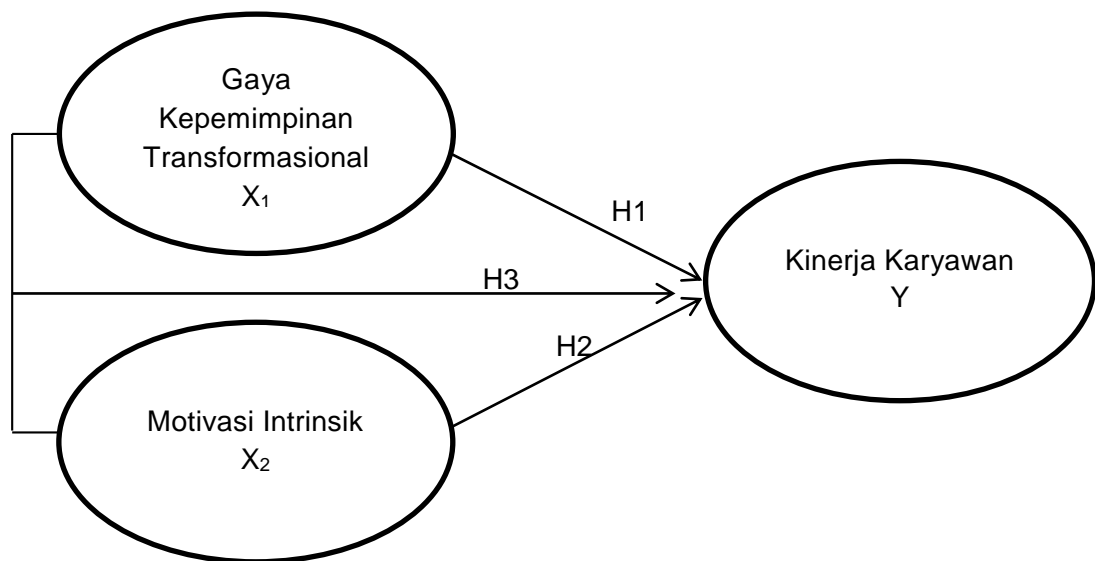 Gaya
Kepemimpinan
Transformasional
X₁
H1
Kinerja Karyawan
Y
H3
H2
Motivasi Intrinsik
X₂